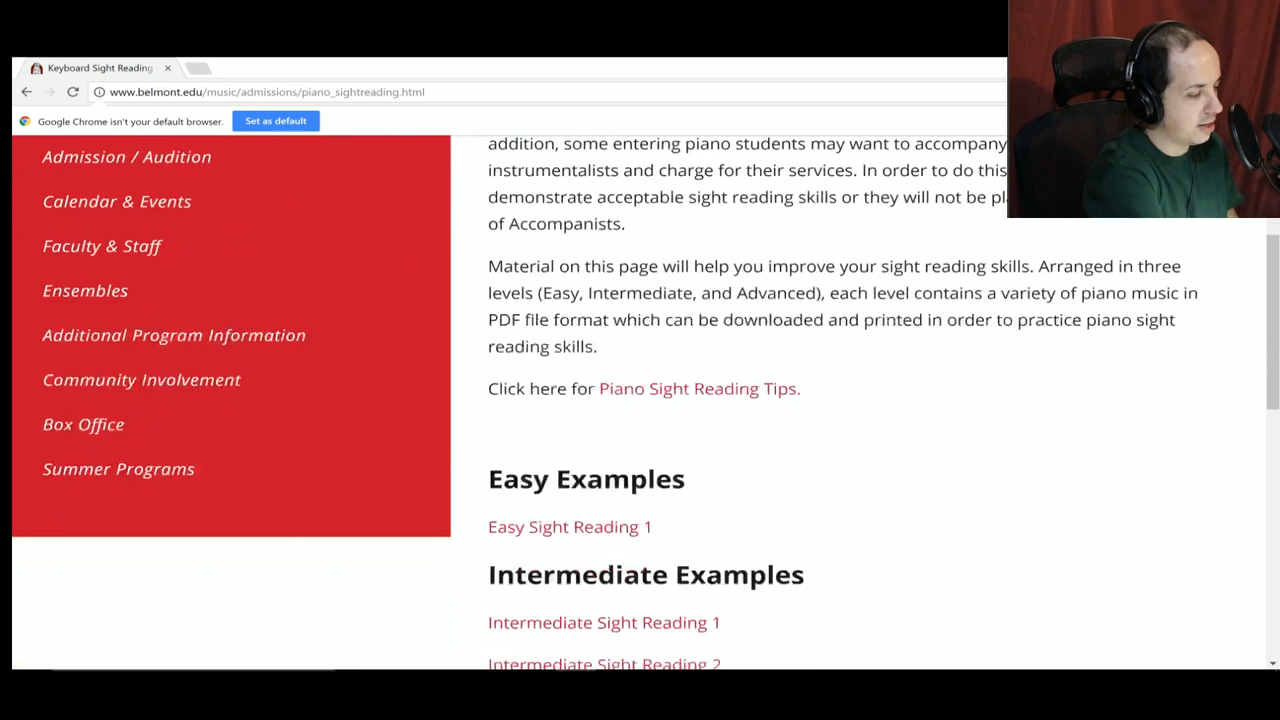 Keyboard Sight Reading
www.belmont.edu/music/admissions/piano_sightreading.html
Google Chrome isn't your default browser.
Set as default
Admission / Audition
Calendar & Events
Faculty & Staff
Ensembles
Additional Program Information
Community Involvement
Box Office
Summer Programs
addition, some entering piano students may want to accompany
instrumentalists and charge for their services. In order to do this
demonstrate acceptable sight reading skills or they will not be pl
of Accompanists.
Material on this page will help you improve your sight reading skills. Arranged in three
levels (Easy, Intermediate, and Advanced), each level contains a variety of piano music in
PDF file format which can be downloaded and printed in order to practice piano sight
reading skills.
Click here for Piano Sight Reading Tips.
Easy Examples
Easy Sight Reading 1
Intermediate Examples
Intermediate Sight Reading 1
Intermediate Sight Reading 2